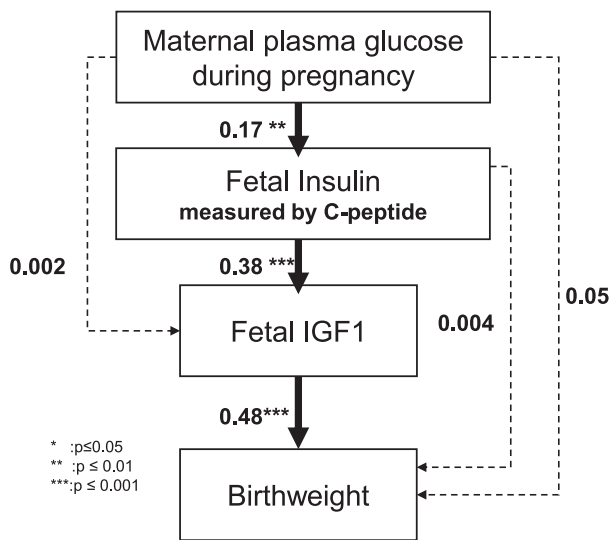 Maternal plasma glucose
during pregnancy
0.17 **
Fetal Insulin
measured by C-peptide
0.002
0.38 ***
0.05
0.004
Fetal IGF1
0.48***
* :p≤0.05
** :p ≤ 0.01
***:p ≤ 0.001
Birthweight